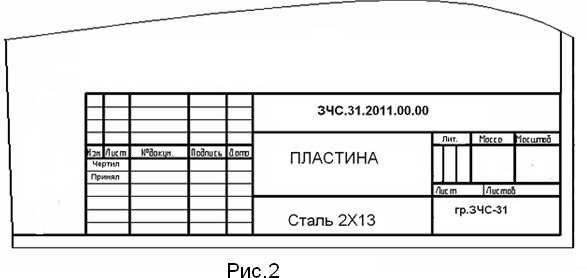 ЗЧС.31.2011.00.00
Лит. Масса Масштаб
Изм. Лист №докум. Подпись Дата
ПЛАСТИНА
Чертил
Принял
Лист Листов
Сталь 2Х13
гр.ЗЧС-31
Рис.2